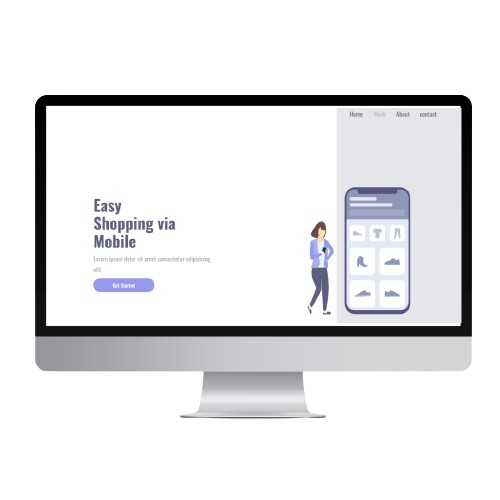 Home Work About contact
Easy
Shopping via
Mobile
Lorem ipsum dolor sit amet consectetur adipisicing
elit
Get Started